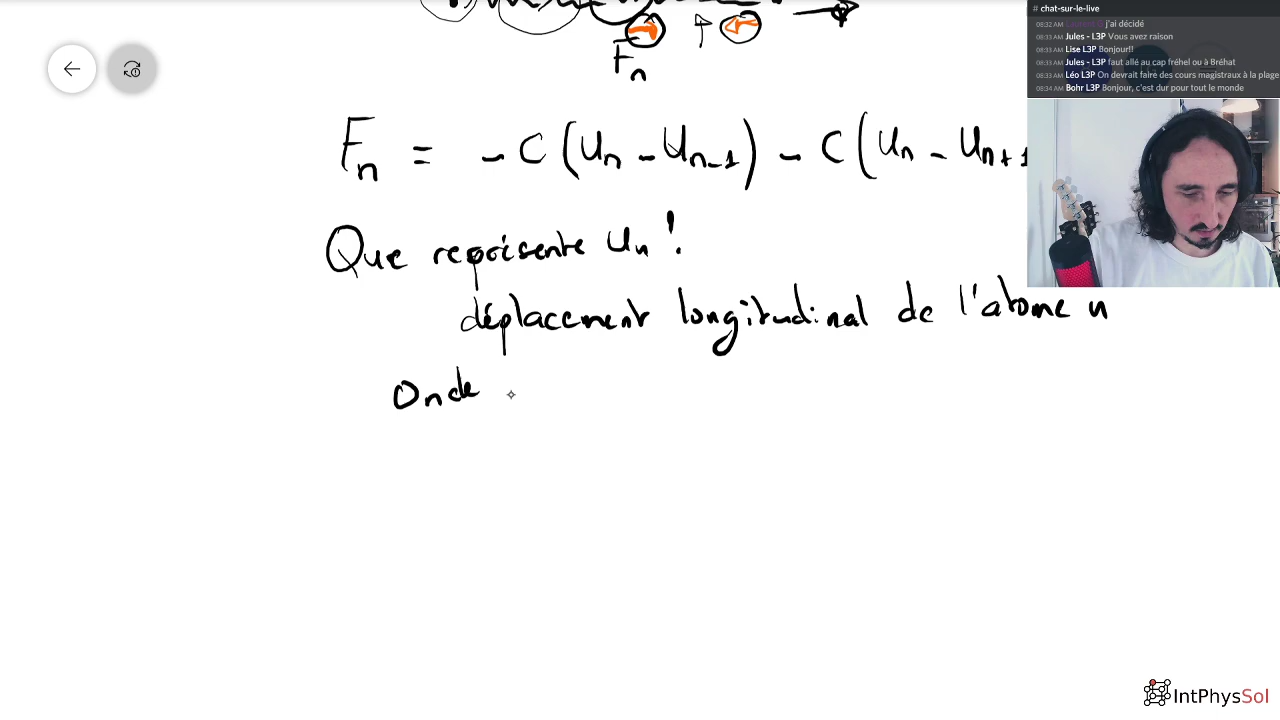 # chat-sur-le-live
08:32 AM Laurent G j'ai décidé
08:33 AM Jules - L3P Vous avez raison
08:33 AM Lise L3P Bonjour!!
08:33 AM Jules - L3P faut allé au cap fréhel ou à Bréhat
08:33 AM Léo L3P On devrait faire des cours magistraux à la plage
08:34 AM Bohr L3P Bonjour, c'est dur pour tout le monde
Fn
Fn = - C (Un - Un-1) - C (Un - Un+1
Que représente Un ?
déplacement longitudinal de l'atome n
Onde
IntPhysSol